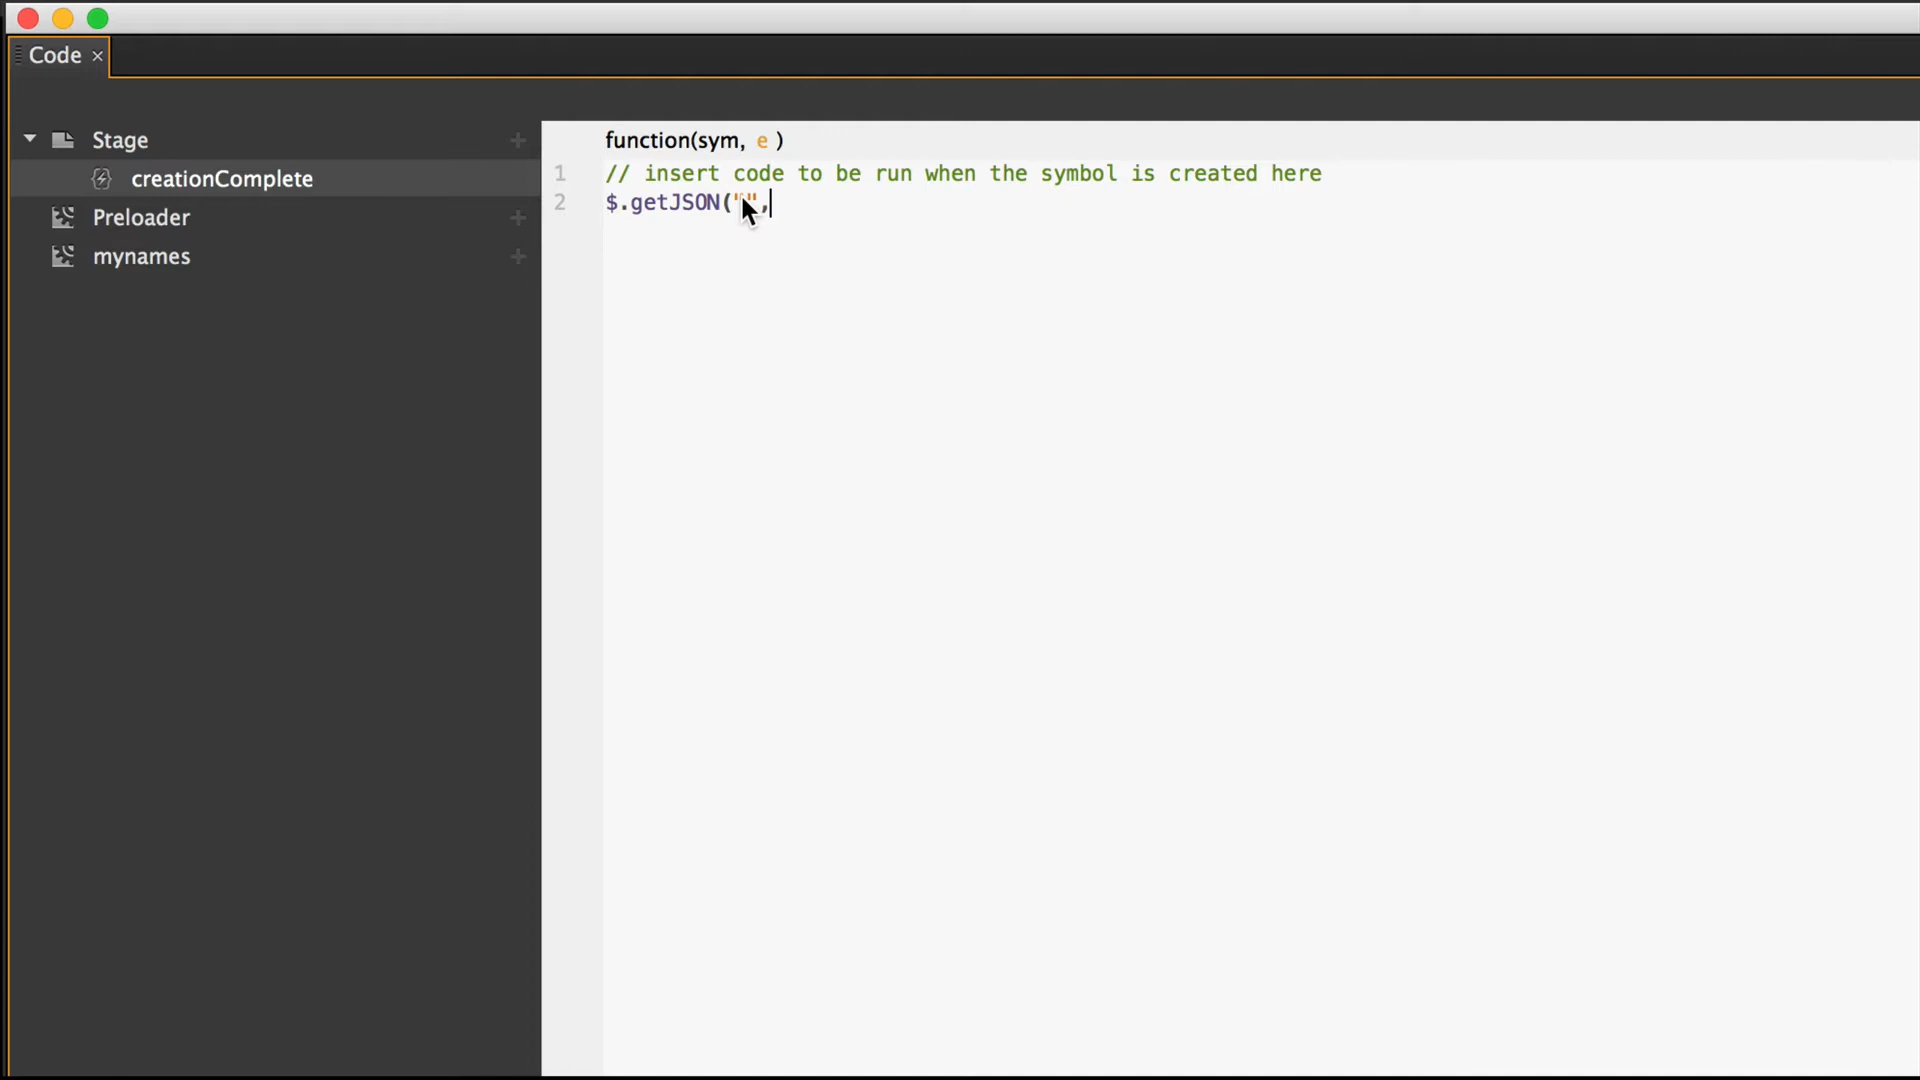 Code ×
Stage +
creationComplete
Preloader +
mynames +
function(sym, e )
1 // insert code to be run when the symbol is created here
2 $.getJSON("",